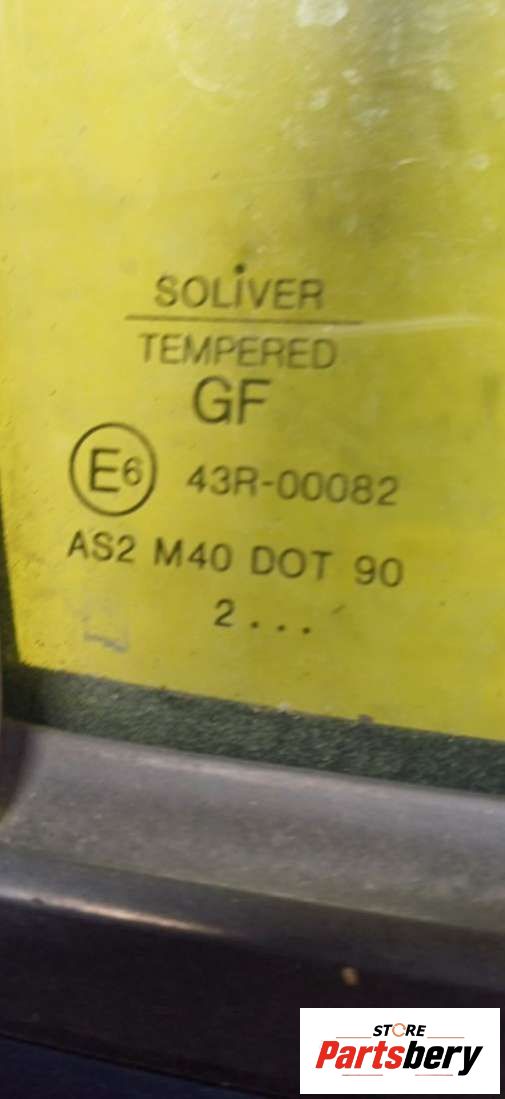 SOLiVER
TEMPERED
GF
E6 43R-00082
AS2 M40 DOT 90
2...
STORE
Partsbery